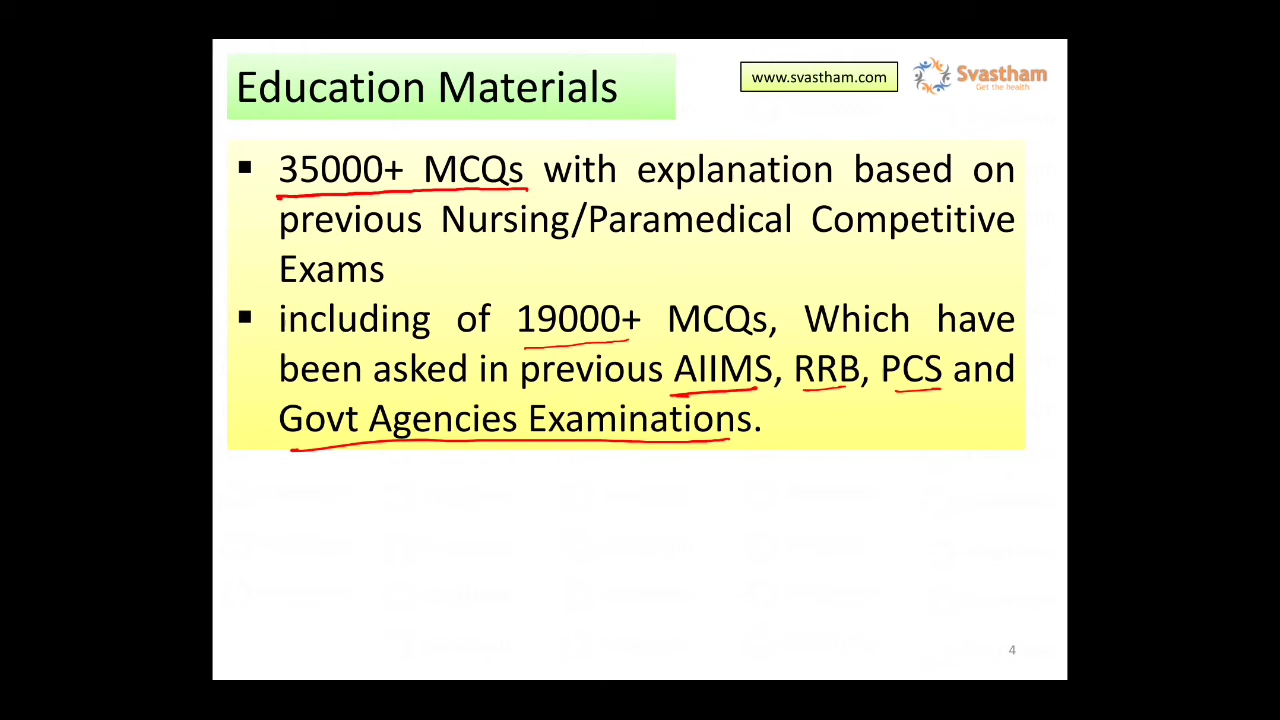 Education Materials
www.svastham.com
Svastham
Get the health
▪ 35000+ MCQs with explanation based on
previous Nursing/Paramedical Competitive
Exams
▪ including of 19000+ MCQs, Which have
been asked in previous AIIMS, RRB, PCS and
Govt Agencies Examinations.
4